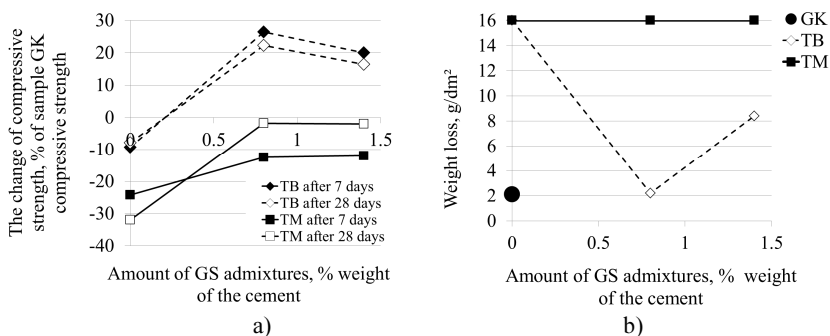 The change of compressive
strength, % of sample GK
compressive strength
30
20
10
0
-10
-20
-30
-40
0
0.5
1
1.5
TB after 7 days
TB after 28 days
TM after 7 days
TM after 28 days
Amount of GS admixtures, % weight
of the cement
a)
Weight loss, g/dm²
16
14
12
10
8
6
4
2
0
0
0.5
1
1.5
GK
TB
TM
Amount of GS admixtures, % weight
of the cement
b)